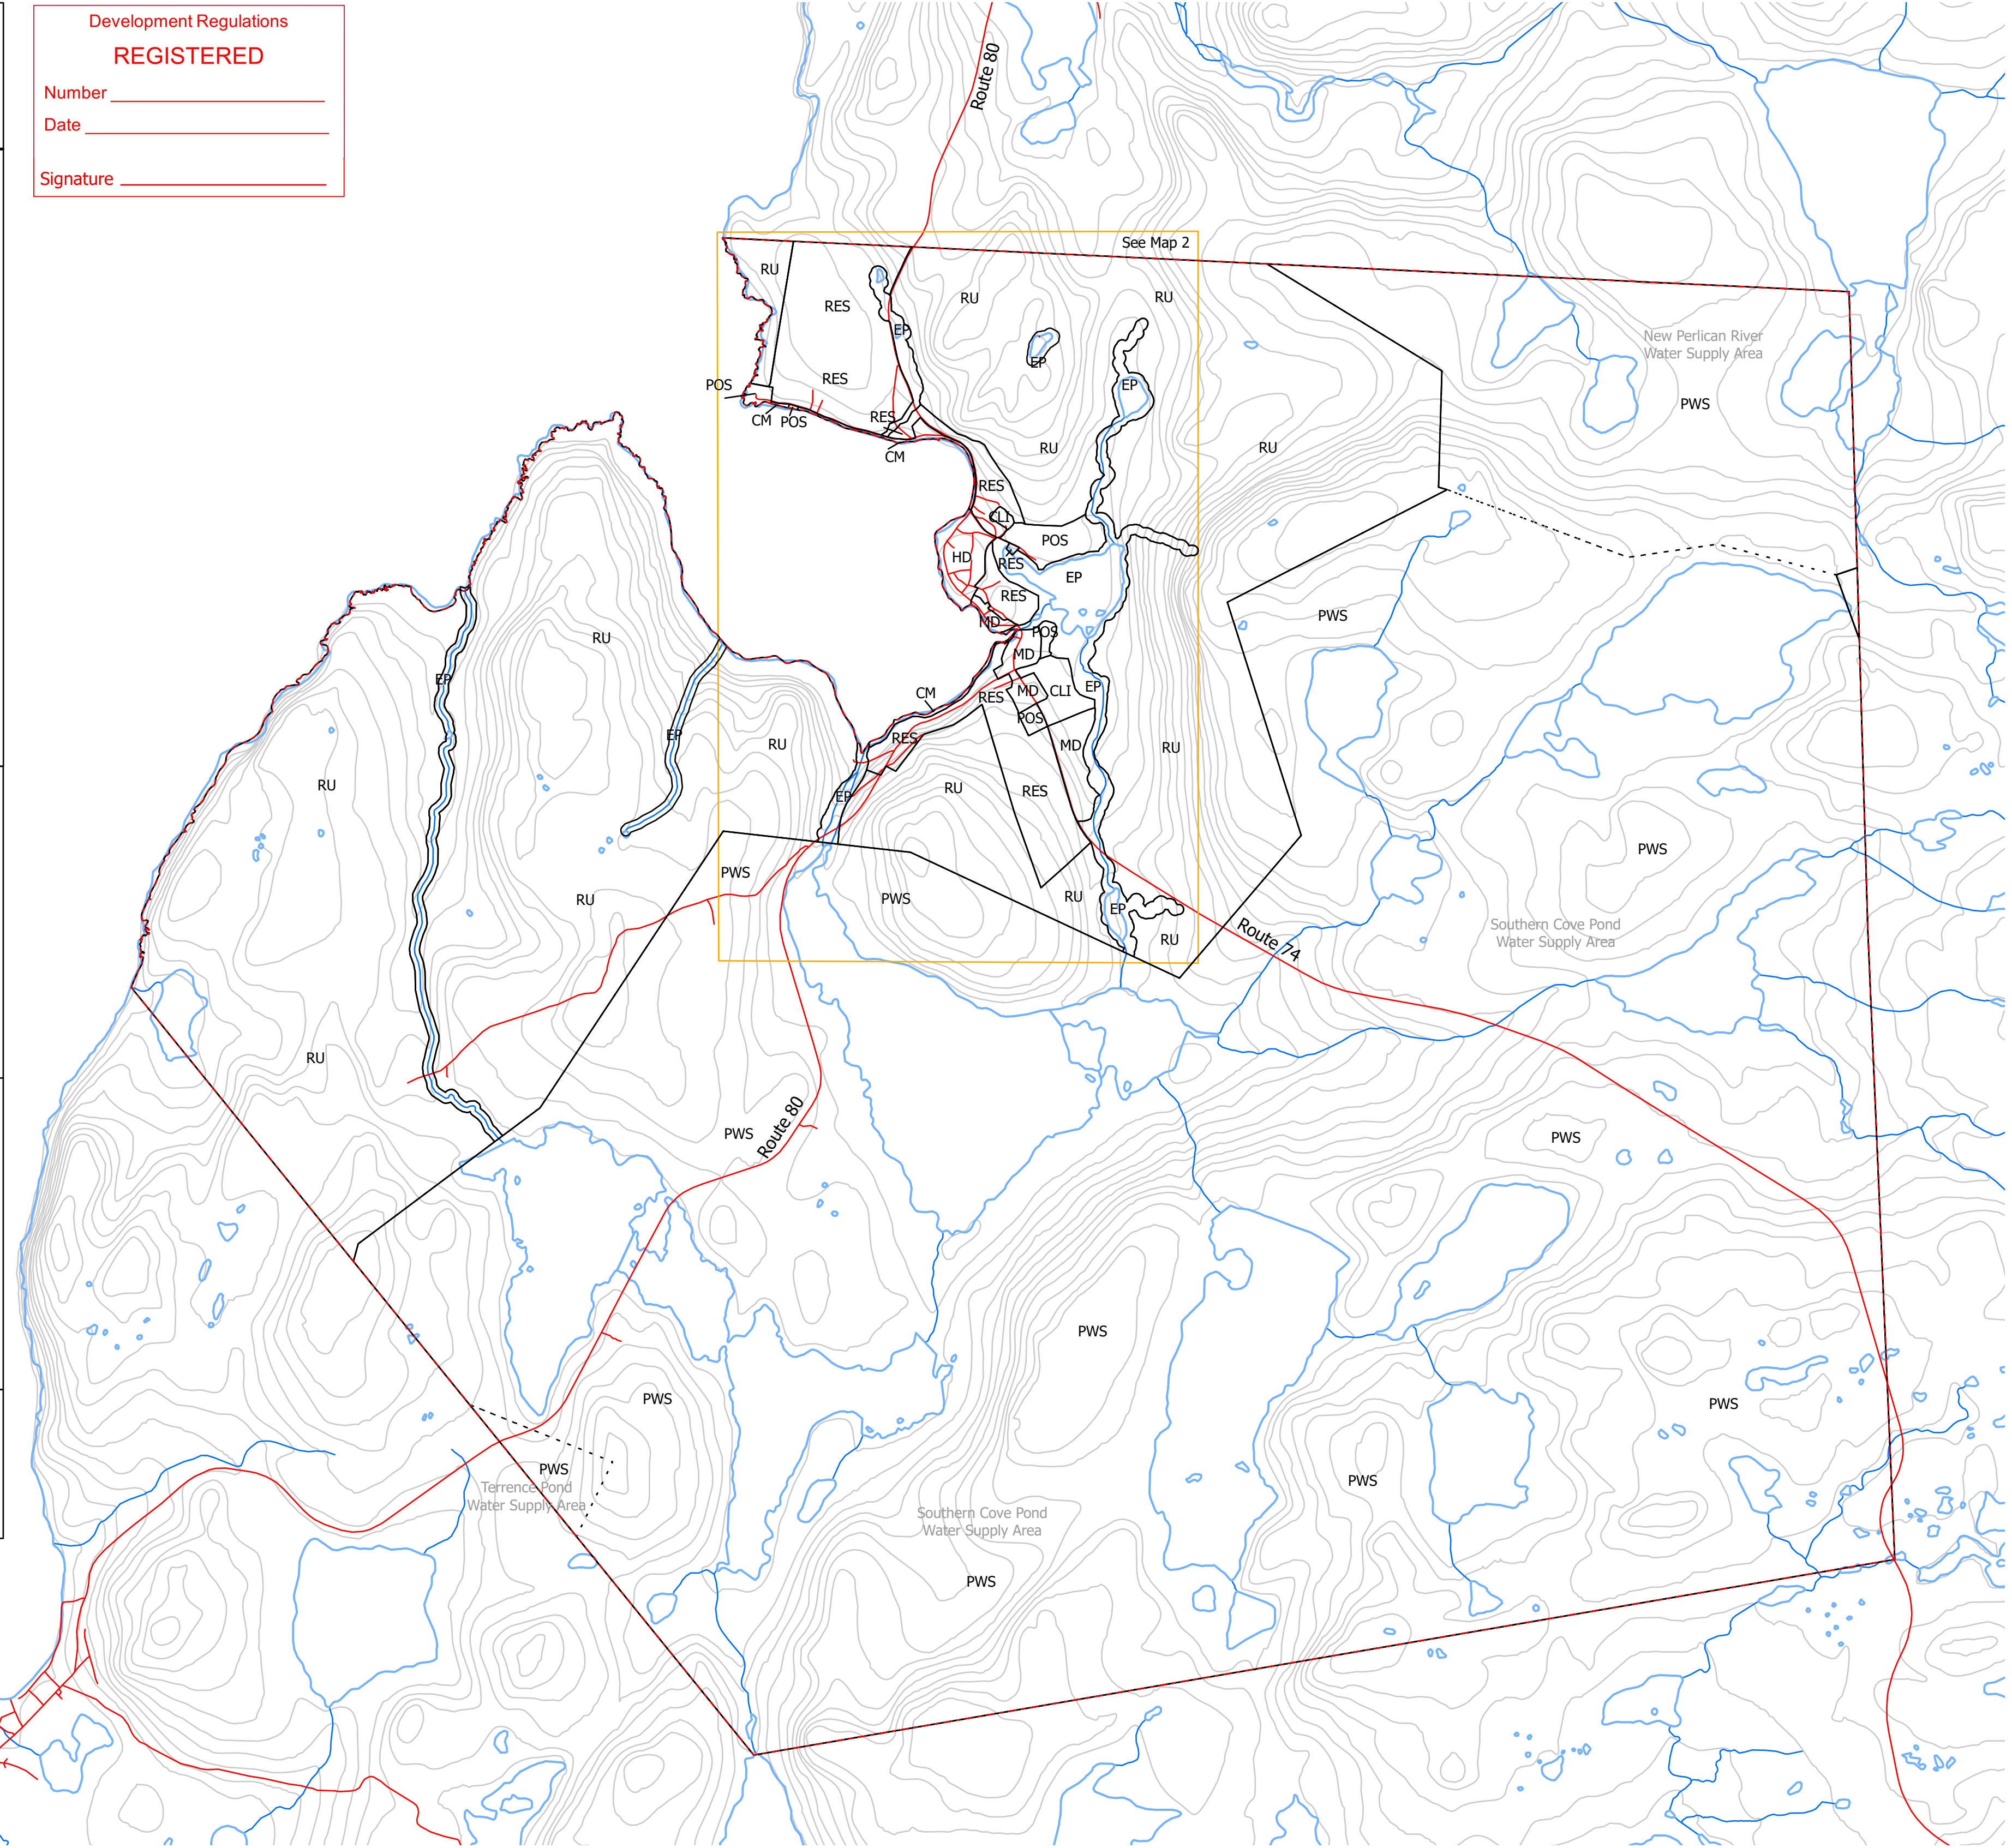 Development Regulations
REGISTERED
Number
Date
Signature
Route 80
See Map 2
RU
RES
RU
RU
EP
New Perlican River
Water Supply Area
EP
RES
POS
EP
PWS
CM
POS
RES
CM
RU
RU
RES
CLI
POS
HD
RES
EP
RES
PWS
MD
POS
RU
MD
EP
RES
MD
CLI
EP
CM
POS
EP
RES
RU
MD
RU
RU
RU
RES
EP
PWS
PWS
RU
PWS
RU
EP
RU
Route 74
Southern Cove Pond
Water Supply Area
RU
PWS
Route 80
PWS
PWS
PWS
PWS
PWS
Terrence Pond
Water Supply Area
PWS
Southern Cove Pond
Water Supply Area
PWS